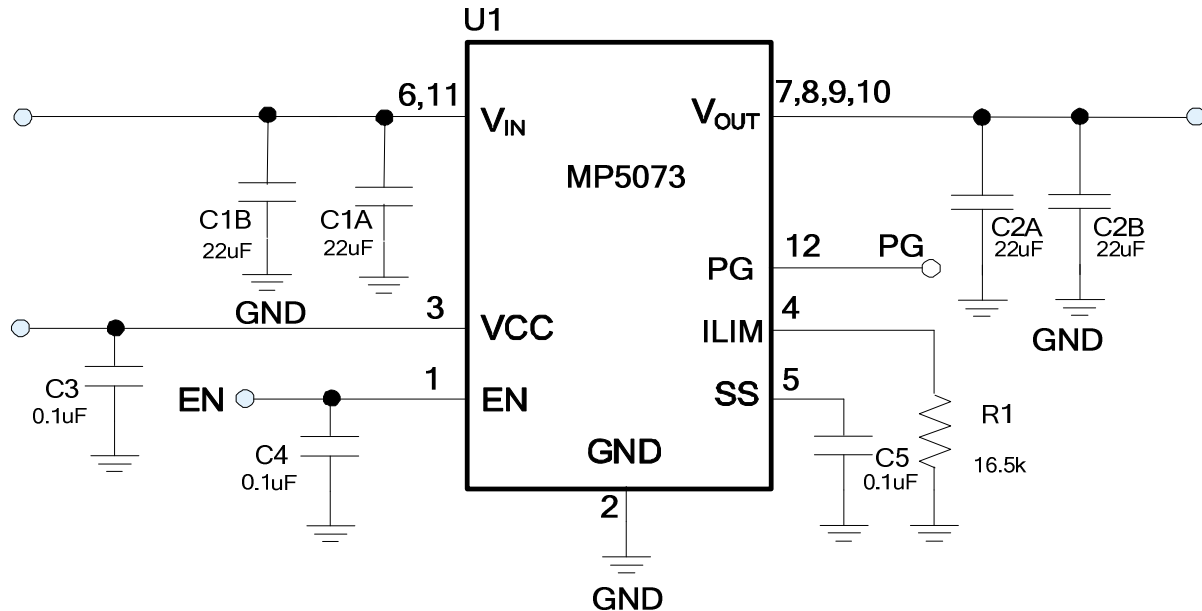 U1
6,11
7,8,9,10
VIN
VOUT
MP5073
C1B
22uF
C1A
22uF
C2A
22uF
C2B
22uF
12
PG
PG
GND
3
VCC
4
ILIM
GND
C3
0.1uF
EN
1
EN
5
SS
R1
16.5k
C4
0.1uF
GND
C5
0.1uF
2
GND